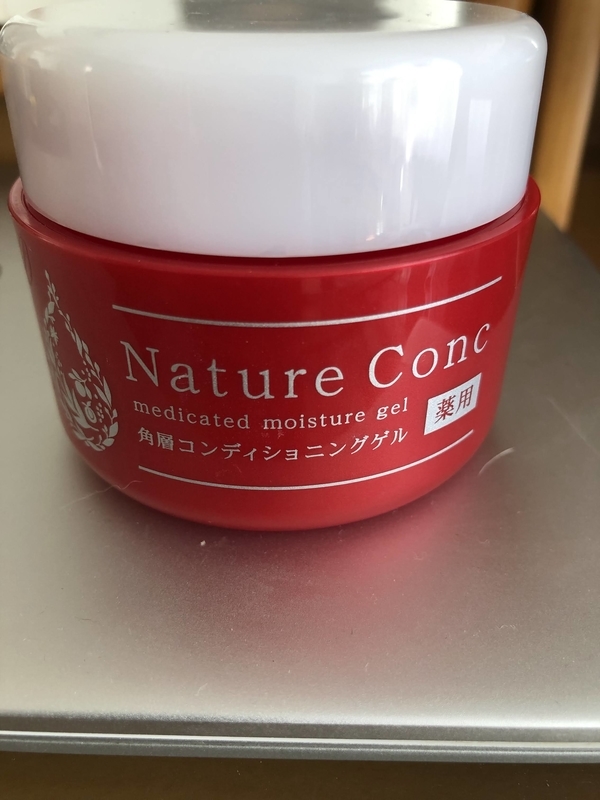 Nature Conc
medicated moisture gel
薬用
角層コンディショニングゲル